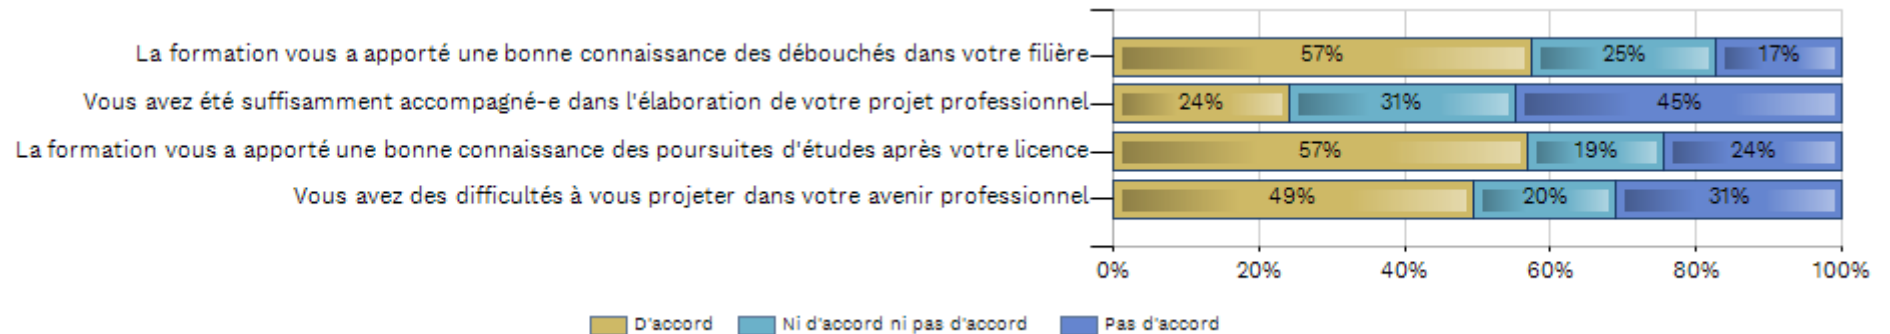 La formation vous a apporté une bonne connaissance des débouchés dans votre filière 57% 25% 17%
Vous avez été suffisamment accompagné-e dans l'élaboration de votre projet professionnel 24% 31% 45%
La formation vous a apporté une bonne connaissance des poursuites d'études après votre licence 57% 19% 24%
Vous avez des difficultés à vous projeter dans votre avenir professionnel 49% 20% 31%
0% 20% 40% 60% 80% 100%
D'accord Ni d'accord ni pas d'accord Pas d'accord